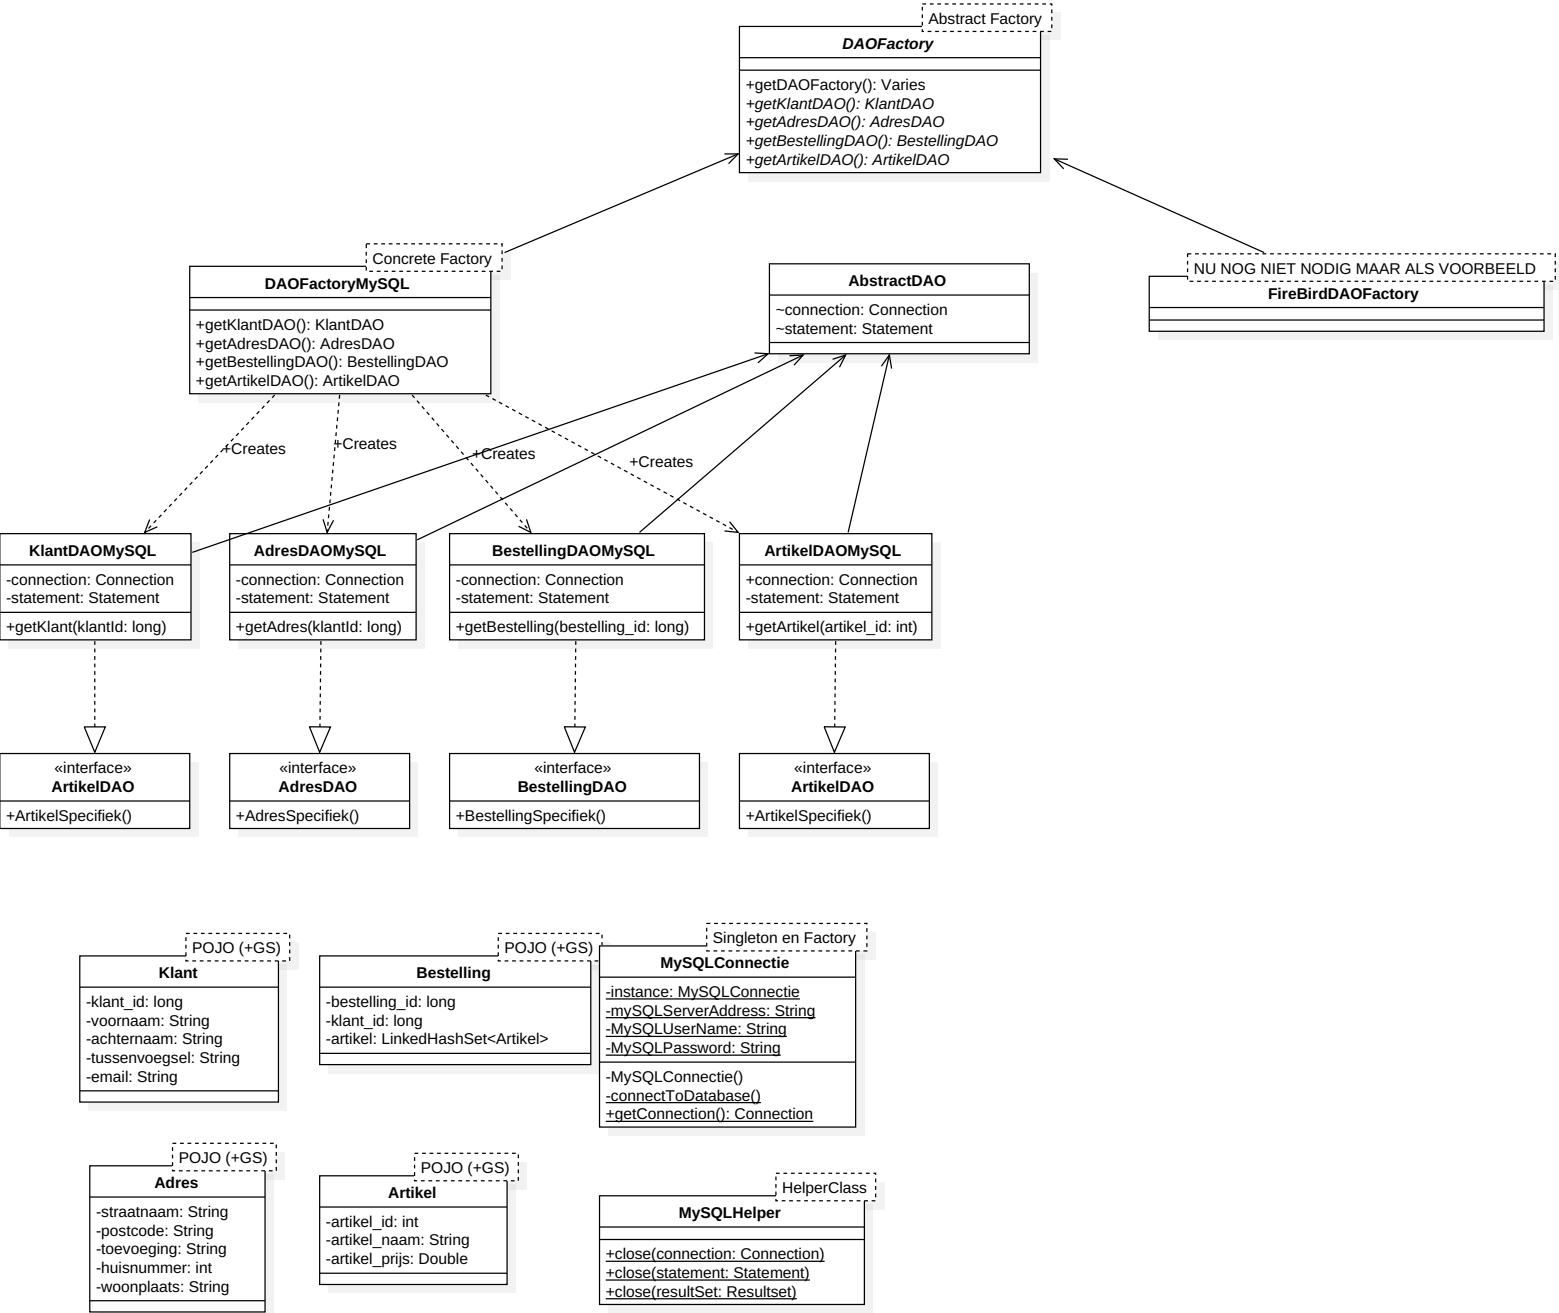 Abstract Factory
DAOFactory
+getDAOFactory(): Varies
+getKlantDAO(): KlantDAO
+getAdresDAO(): AdresDAO
+getBestellingDAO(): BestellingDAO
+getArtikelDAO(): ArtikelDAO
Concrete Factory
DAOFactoryMySQL
+getKlantDAO(): KlantDAO
+getAdresDAO(): AdresDAO
+getBestellingDAO(): BestellingDAO
+getArtikelDAO(): ArtikelDAO
AbstractDAO
~connection: Connection
~statement: Statement
NU NOG NIET NODIG MAAR ALS VOORBEELD
FireBirdDAOFactory
+Creates
+Creates
+Creates
+Creates
KlantDAOMySQL
-connection: Connection
-statement: Statement
+getKlant(klantId: long)
AdresDAOMySQL
-connection: Connection
-statement: Statement
+getAdres(klantId: long)
BestellingDAOMySQL
-connection: Connection
-statement: Statement
+getBestelling(bestelling_id: long)
ArtikelDAOMySQL
+connection: Connection
-statement: Statement
+getArtikel(artikel_id: int)
«interface»
ArtikelDAO
+ArtikelSpecifiek()
«interface»
AdresDAO
+AdresSpecifiek()
«interface»
BestellingDAO
+BestellingSpecifiek()
«interface»
ArtikelDAO
+ArtikelSpecifiek()
POJO (+GS)
Klant
-klant_id: long
-voornaam: String
-achternaam: String
-tussenvoegsel: String
-email: String
POJO (+GS)
Bestelling
-bestelling_id: long
-klant_id: long
-artikel: LinkedHashSet<Artikel>
Singleton en Factory
MySQLConnectie
-instance: MySQLConnectie
-mySQLServerAddress: String
-MySQLUserName: String
-MySQLPassword: String
-MySQLConnectie()
-connectToDatabase()
+getConnection(): Connection
POJO (+GS)
Adres
-straatnaam: String
-postcode: String
-toevoeging: String
-huisnummer: int
-woonplaats: String
POJO (+GS)
Artikel
-artikel_id: int
-artikel_naam: String
-artikel_prijs: Double
HelperClass
MySQLHelper
+close(connection: Connection)
+close(statement: Statement)
+close(resultSet: Resultset)